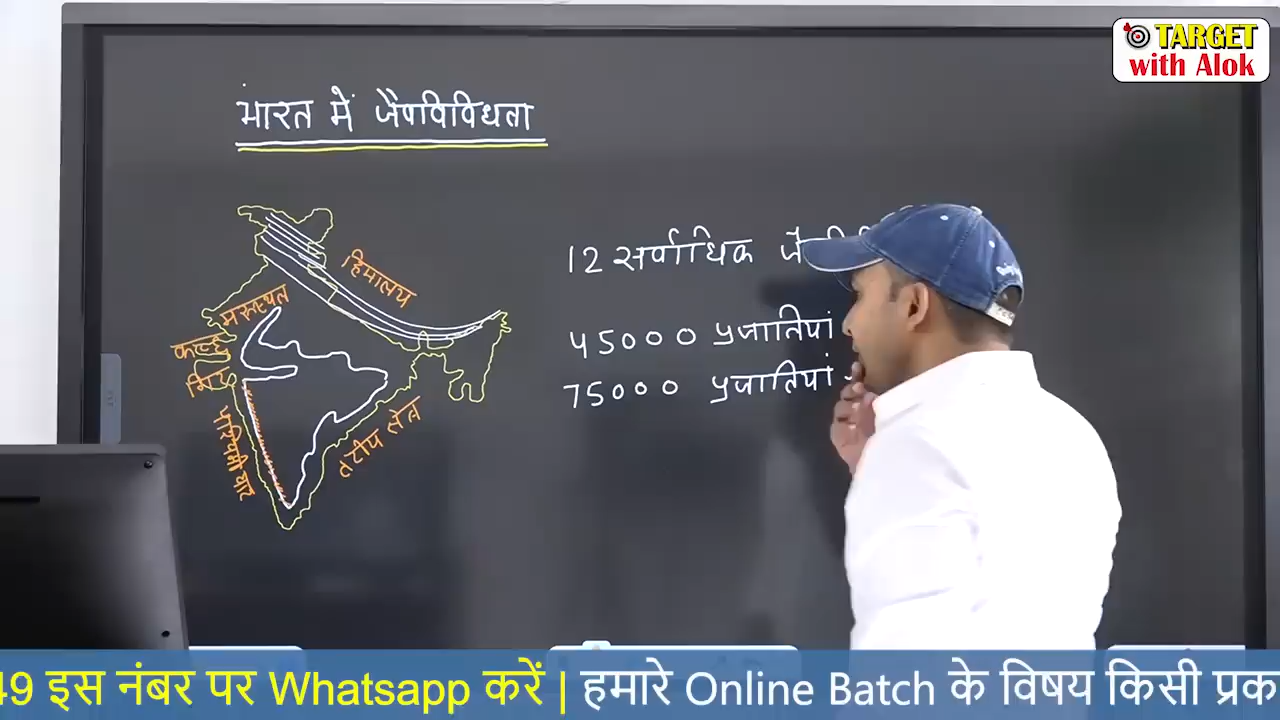 TARGET
with Alok
भारत में जैवविविधता
12 सर्वाधिक
हिमालय
मरुस्थल
कच्छ
45000 प्रजातियां
75000 प्रजातियां
तटीय क्षेत्र
पश्चिमी घाट
49 इस नंबर पर Whatsapp करें | हमारे Online Batch के विषय किसी प्रक